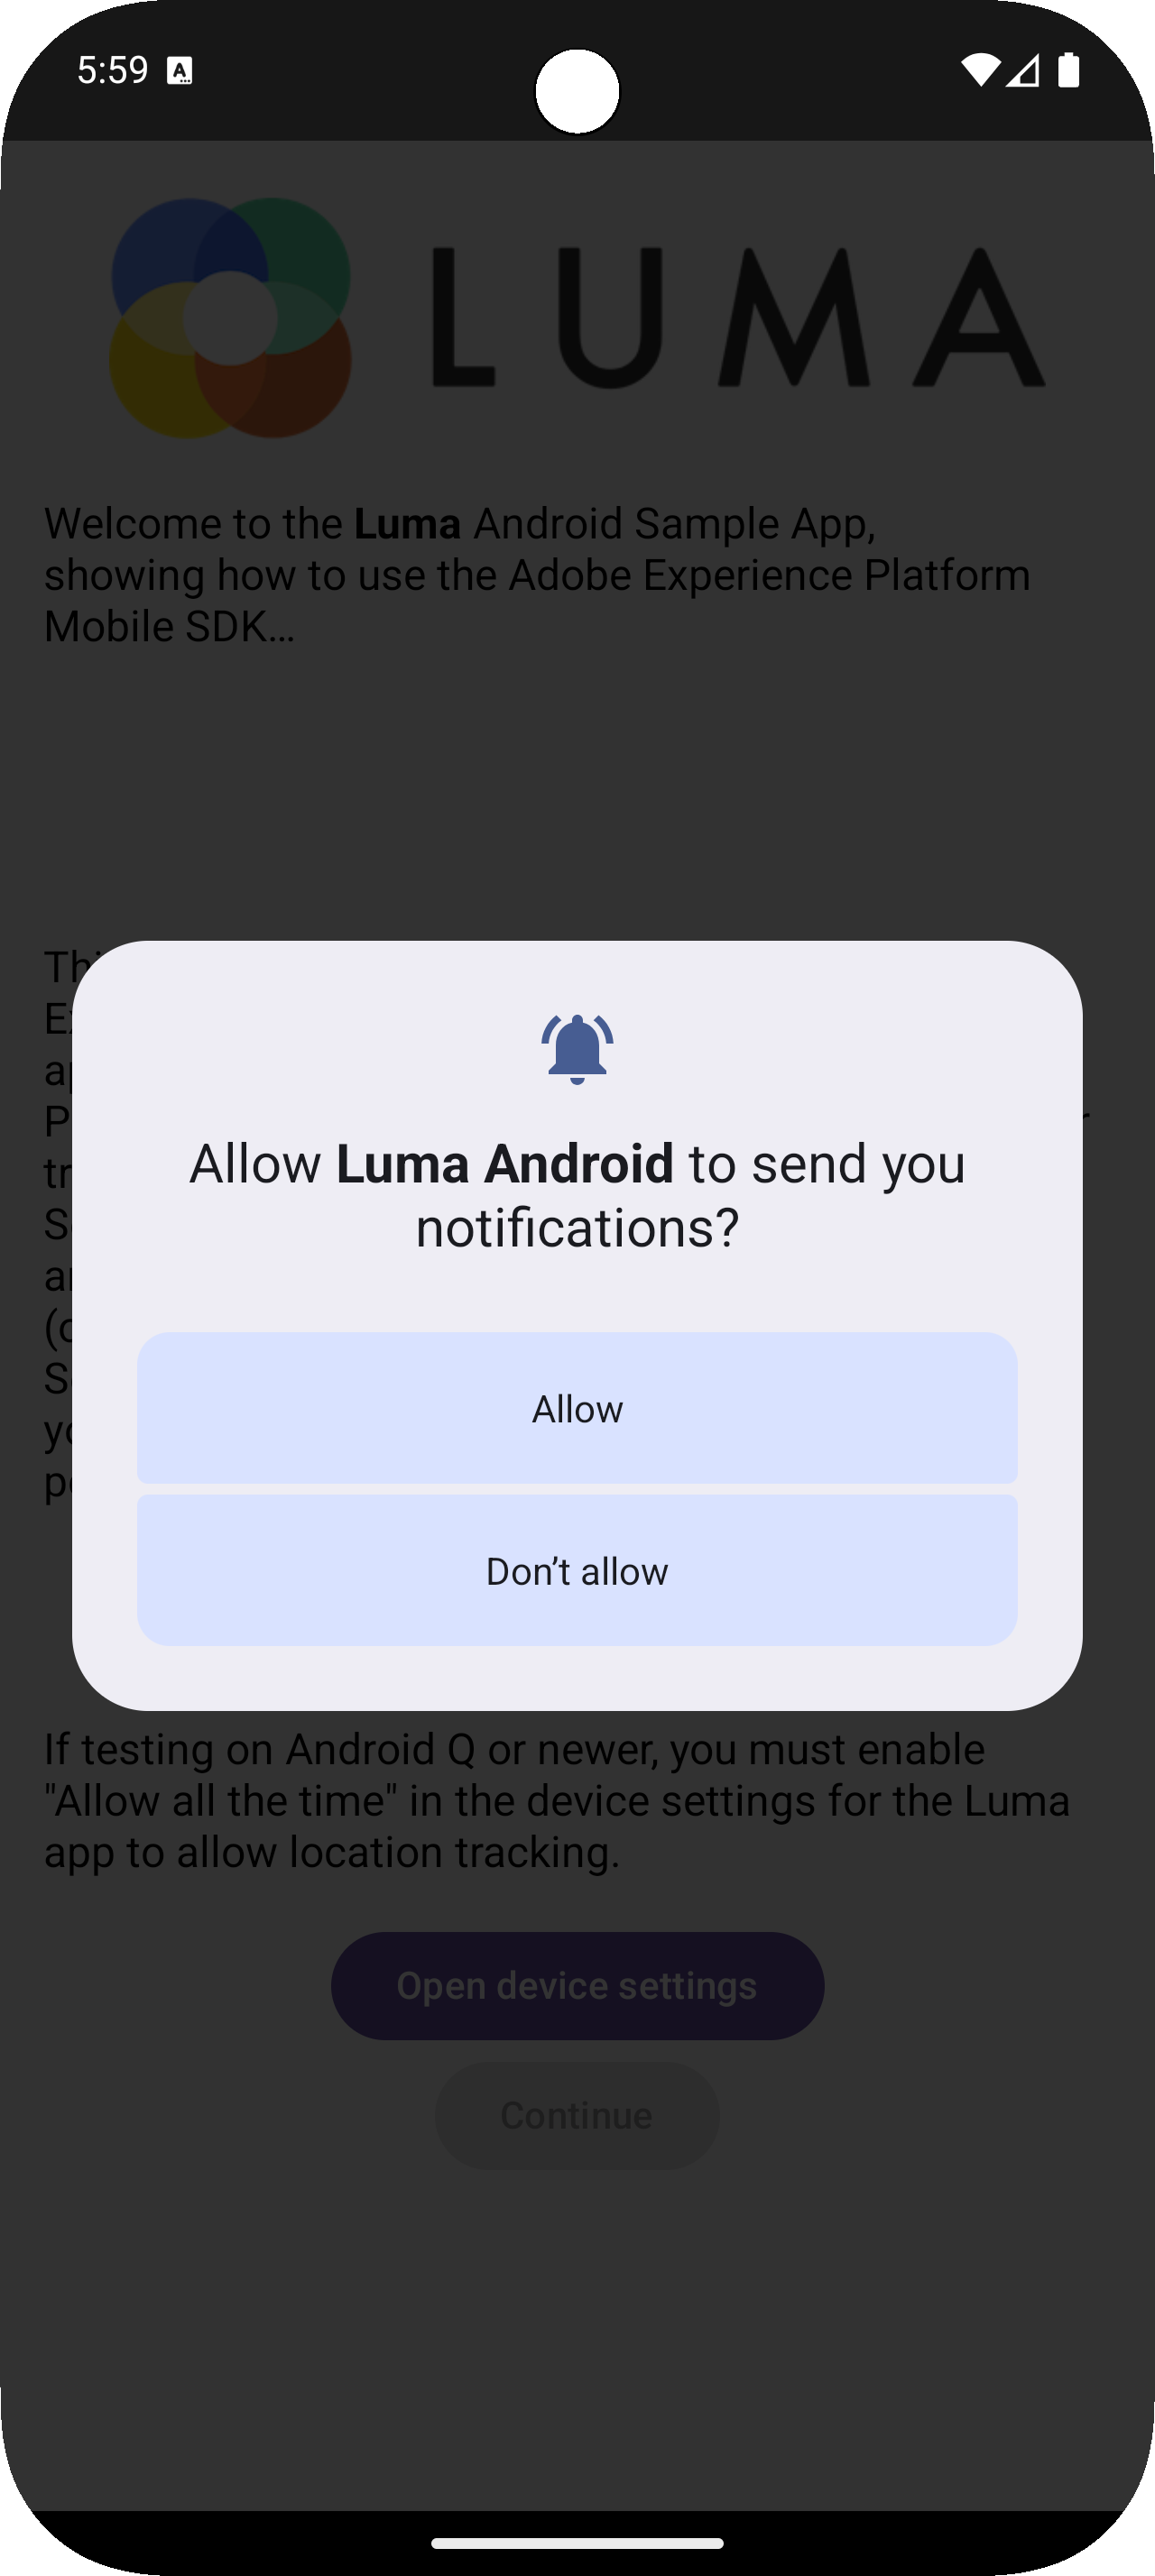 5:59
LUMA
Welcome to the Luma Android Sample App,
showing how to use the Adobe Experience Platform
Mobile SDK...
Allow Luma Android to send you
notifications?
Allow
Don’t allow
If testing on Android Q or newer, you must enable
"Allow all the time" in the device settings for the Luma
app to allow location tracking.
Open device settings
Continue